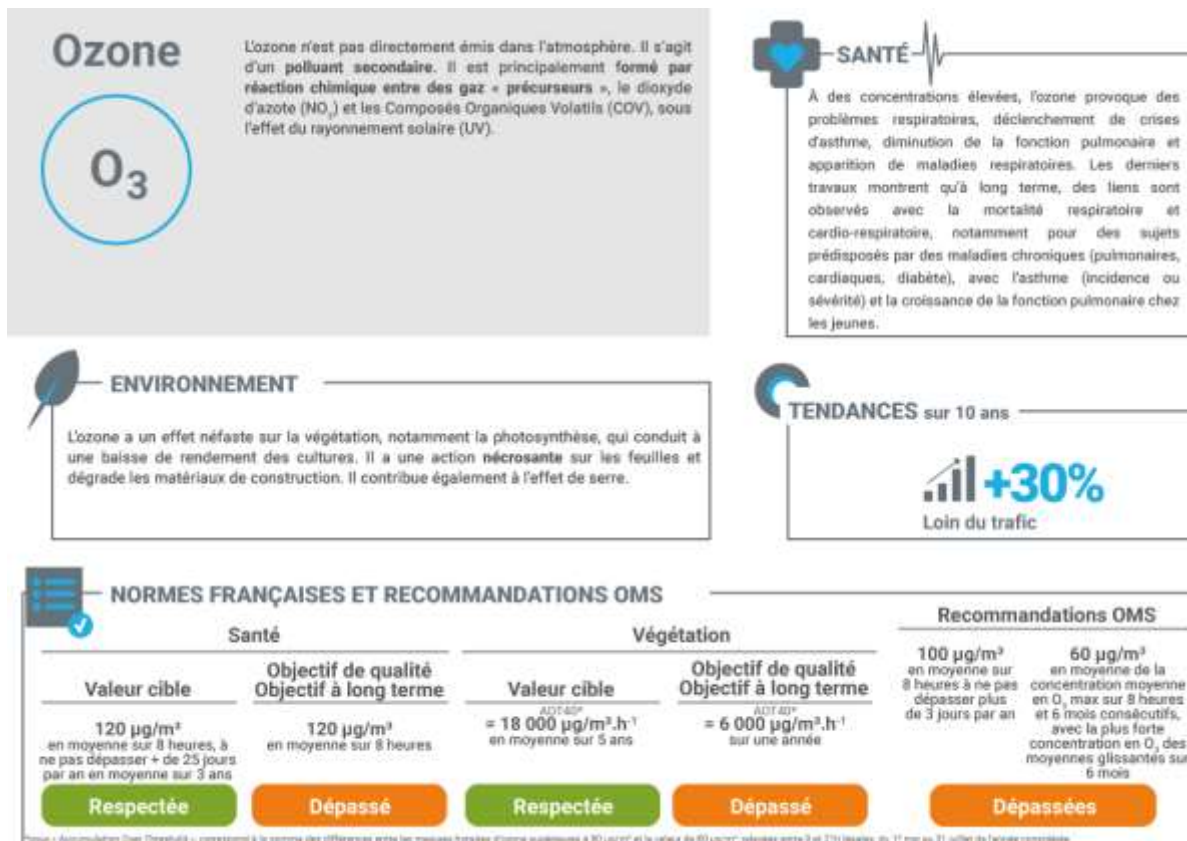 Ozone
O3
L'ozone n'est pas directement émis dans l'atmosphère. Il s'agit
d'un polluant secondaire. Il est principalement formé par
réaction chimique entre des gaz « précurseurs », le dioxyde
d'azote (NO2) et les Composés Organiques Volatils (COV), sous
l'effet du rayonnement solaire (UV).
SANTÉ
À des concentrations élevées, l'ozone provoque des
problèmes respiratoires, déclenchement de crises
d'asthme, diminution de la fonction pulmonaire et
apparition de maladies respiratoires. Les derniers
travaux montrent qu'à long terme, des liens sont
observés avec la mortalité respiratoire et
cardio-respiratoire, notamment pour des sujets
prédisposés par des maladies chroniques (pulmonaires,
cardiaques, diabète), avec l'asthme (incidence ou
sévérité) et la croissance de la fonction pulmonaire chez
les jeunes.
ENVIRONNEMENT
L'ozone a un effet néfaste sur la végétation, notamment la photosynthèse, qui conduit à
une baisse de rendement des cultures. Il a une action nécrosante sur les feuilles et
dégrade les matériaux de construction. Il contribue également à l'effet de serre.
TENDANCES sur 10 ans
+30%
Loin du trafic
NORMES FRANÇAISES ET RECOMMANDATIONS OMS
Santé
Valeur cible
120 µg/m³
en moyenne sur 8 heures, à
ne pas dépasser + de 25 jours
par an en moyenne sur 3 ans
Respectée
Objectif de qualité
Objectif à long terme
120 µg/m³
en moyenne sur 8 heures
Dépassé
Végétation
Valeur cible
AOT40*
= 18 000 µg/m³.h-1
en moyenne sur 5 ans
Respectée
Objectif de qualité
Objectif à long terme
AOT40*
= 6 000 µg/m³.h-1
sur une année
Dépassé
Recommandations OMS
100 µg/m³
en moyenne sur
8 heures à ne pas
dépasser plus
de 3 jours par an
60 µg/m³
en moyenne de la
concentration moyenne
en O3 max sur 8 heures
et 6 mois consécutifs,
avec la plus forte
concentration en O3 des
moyennes glissantes sur
6 mois
Dépassées